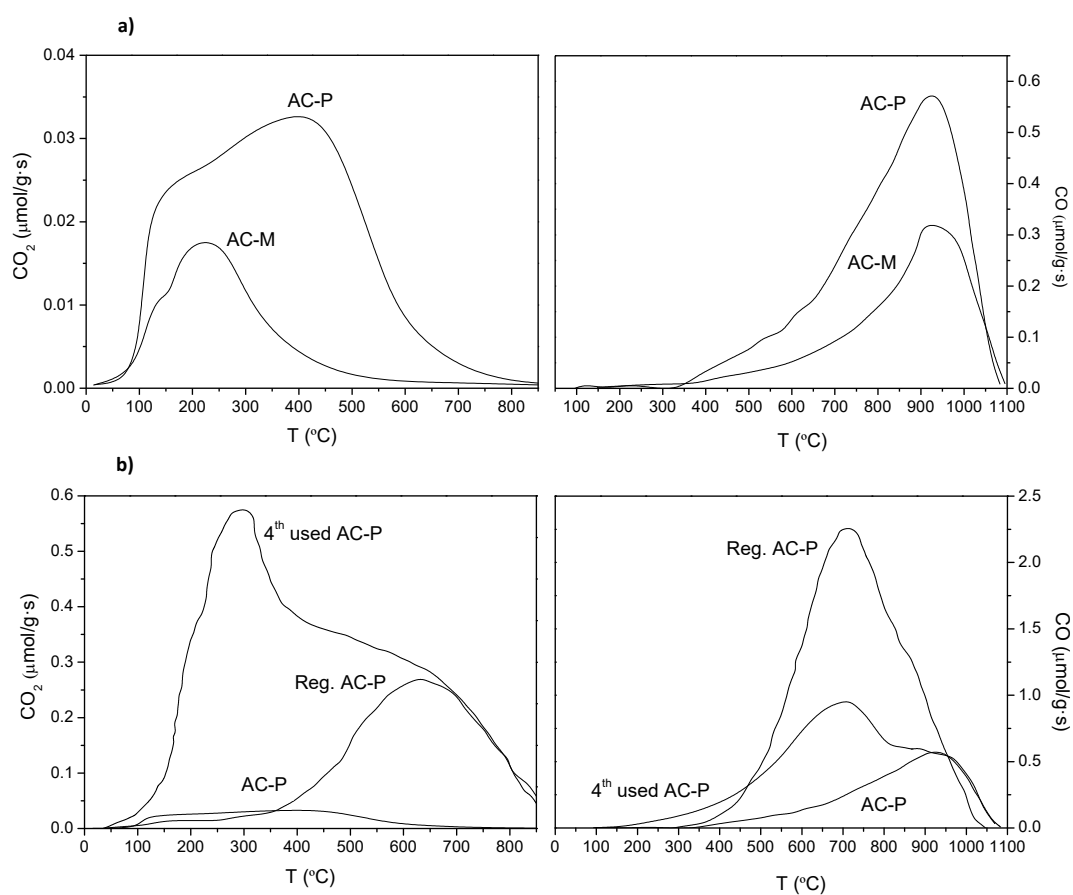 a)
0.04
0.03
0.02
0.01
0.00
CO₂ (μmol/g·s)
AC-P
AC-M
0 100 200 300 400 500 600 700 800
T (ºC)
0.6
0.5
0.4
0.3
0.2
0.1
0.0
CO (μmol/g·s)
AC-P
AC-M
100 200 300 400 500 600 700 800 900 1000 1100
T (ºC)
b)
0.6
0.5
0.4
0.3
0.2
0.1
0.0
CO₂ (μmol/g·s)
4th used AC-P
Reg. AC-P
AC-P
0 100 200 300 400 500 600 700 800
T (ºC)
2.5
2.0
1.5
1.0
0.5
0.0
CO (μmol/g·s)
Reg. AC-P
4th used AC-P
AC-P
0 100 200 300 400 500 600 700 800 900 1000 1100
T (ºC)